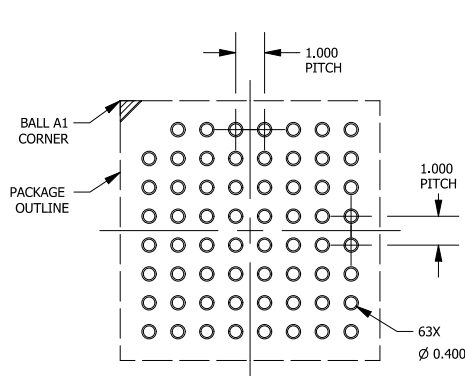 1.000
PITCH
BALL A1
CORNER
1.000
PITCH
PACKAGE
OUTLINE
63X
Ø 0.400